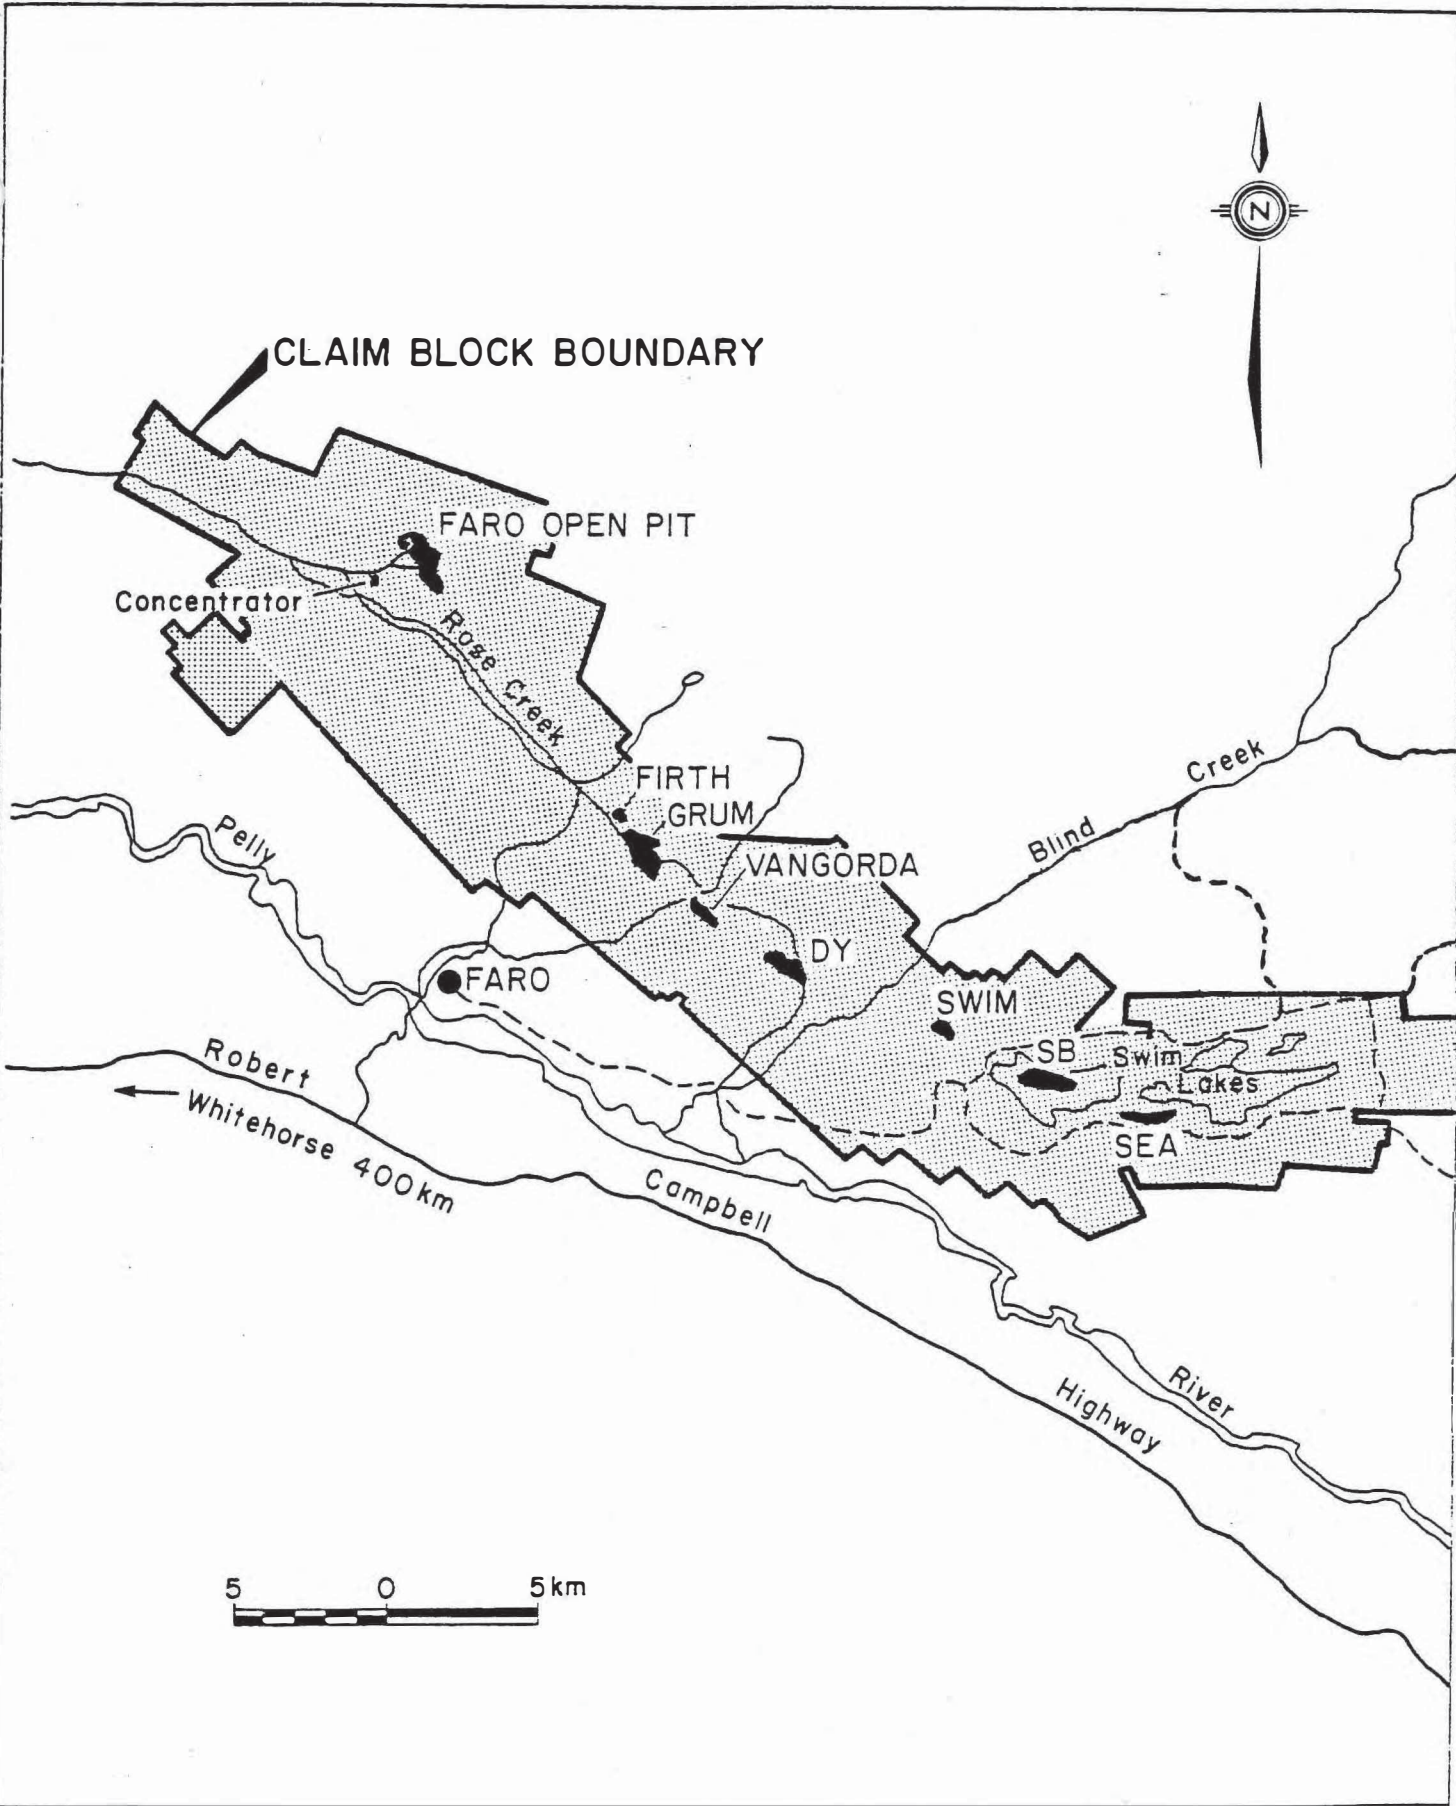 N
CLAIM BLOCK BOUNDARY
FARO OPEN PIT
Concentrator
Rose Creek
FIRTH
GRUM
VANGORDA
DY
Blind Creek
Pelly
FARO
SWIM
SB
Swim
Lakes
SEA
Robert
Whitehorse 400km
Campbell
River
Highway
5 0 5km